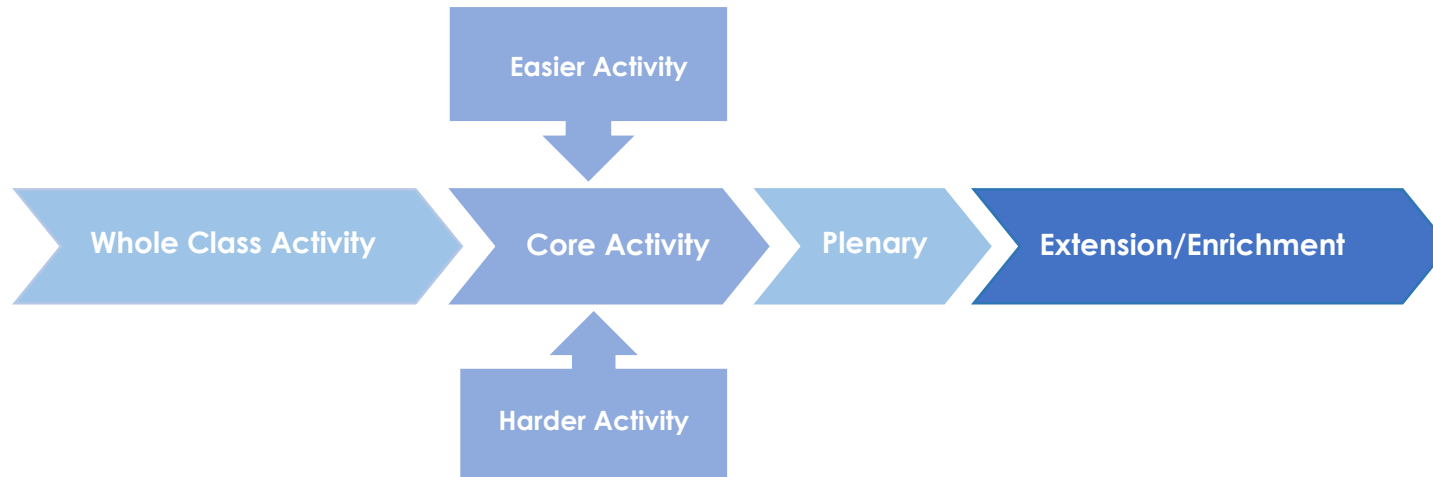 Easier Activity
Whole Class Activity
Core Activity
Plenary
Extension/Enrichment
Harder Activity